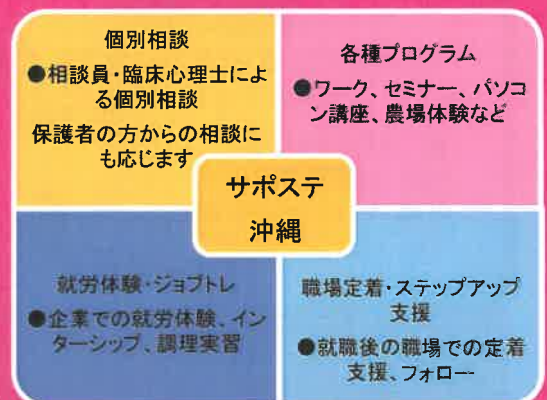 個別相談
●相談員・臨床心理士によ
る個別相談
保護者の方からの相談に
も応じます
各種プログラム
●ワーク、セミナー、パソコ
ン講座、農場体験など
サポステ
沖縄
就労体験・ジョブトレ
●企業での就労体験、イン
ターシップ、調理実習
職場定着・ステップアップ
支援
●就職後の職場での定着
支援、フォロー